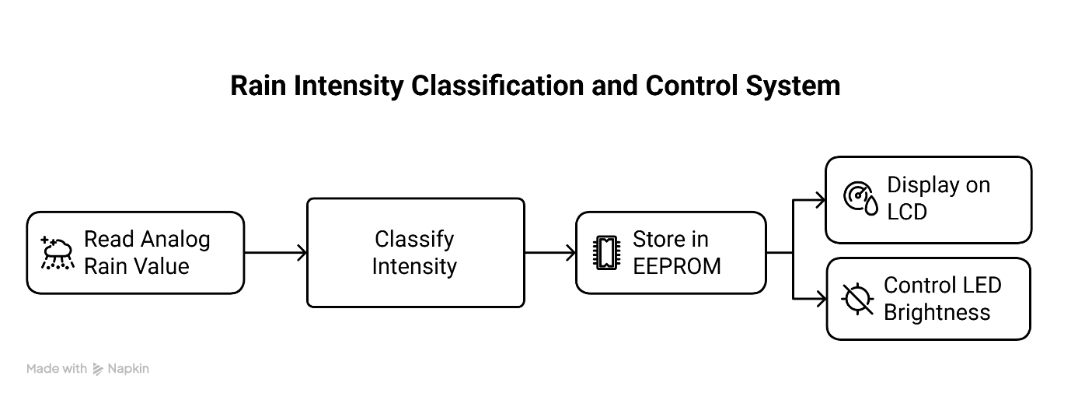 Rain Intensity Classification and Control System
Read Analog
Rain Value
Classify
Intensity
Store in
EEPROM
Display on
LCD
Control LED
Brightness
Made with Napkin